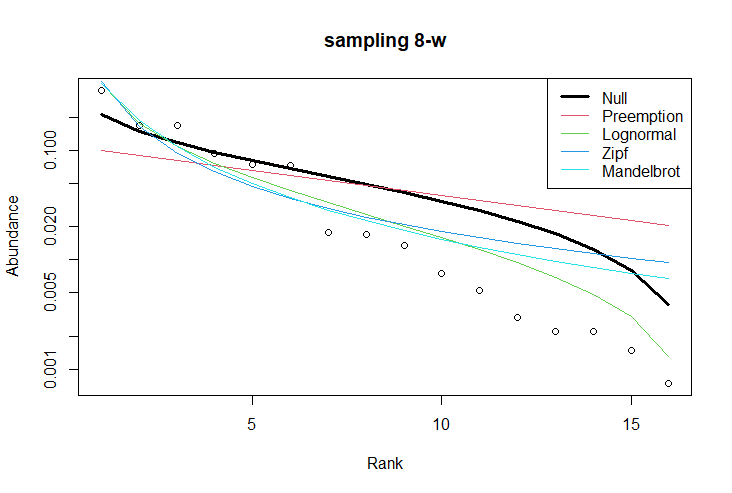 sampling 8-w
Null
Preemption
Lognormal
Zipf
Mandelbrot
Abundance
0.100
0.020
0.005
0.001
5
10
15
Rank